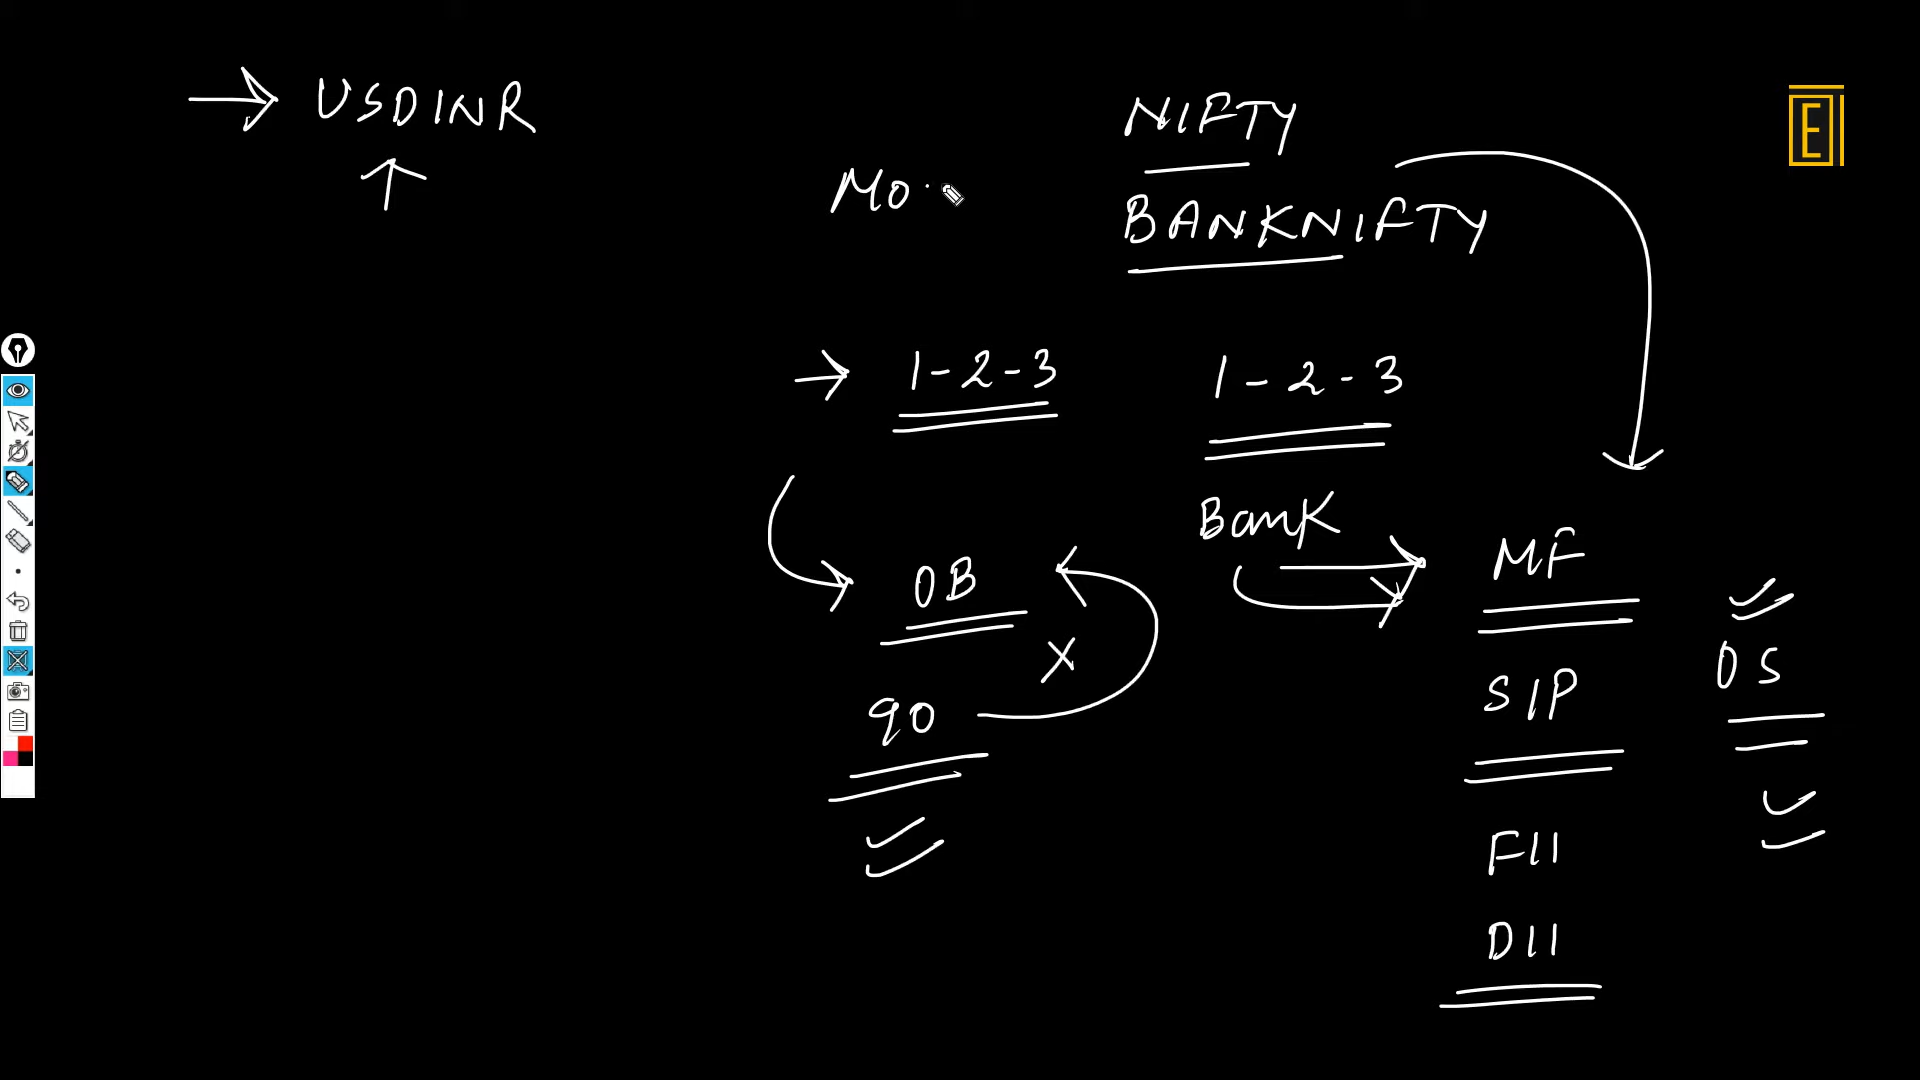 USDINR
NIFTY
Mo
BANKNIFTY
1-2-3
1-2-3
Bank
OB
MF
OS
90
SIP
FII
DII
E